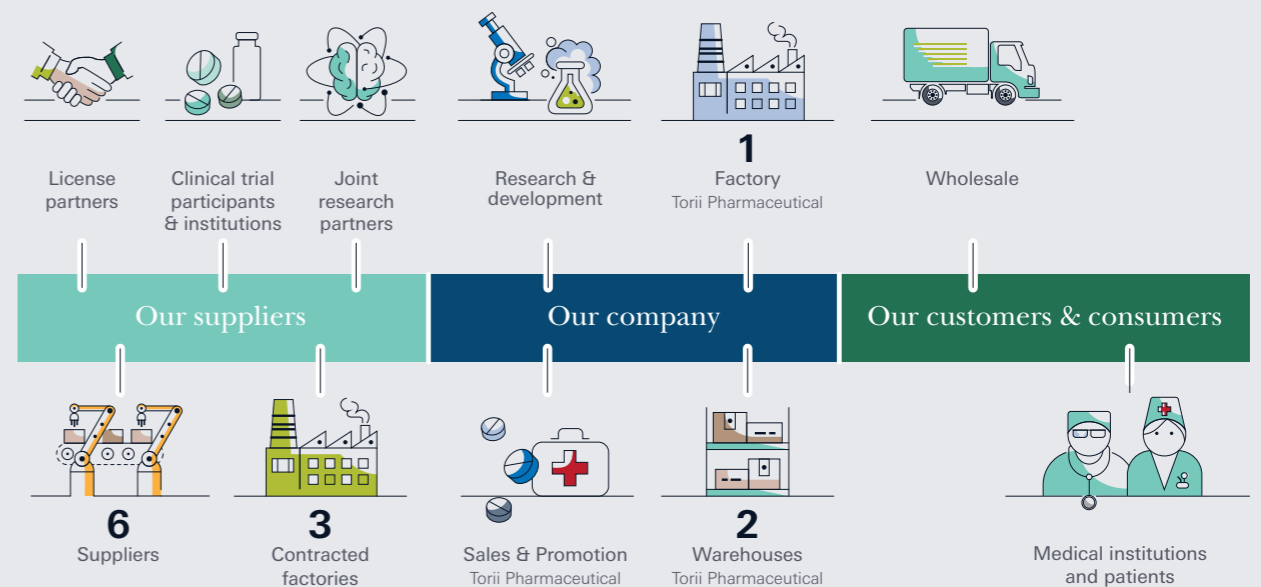 License
partners
Clinical trial
participants
& institutions
Joint
research
partners
Research &
development
1
Factory
Torii Pharmaceutical
Wholesale
Our suppliers
Our company
Our customers & consumers
6
Suppliers
3
Contracted
factories
Sales & Promotion
Torii Pharmaceutical
2
Warehouses
Torii Pharmaceutical
Medical institutions
and patients